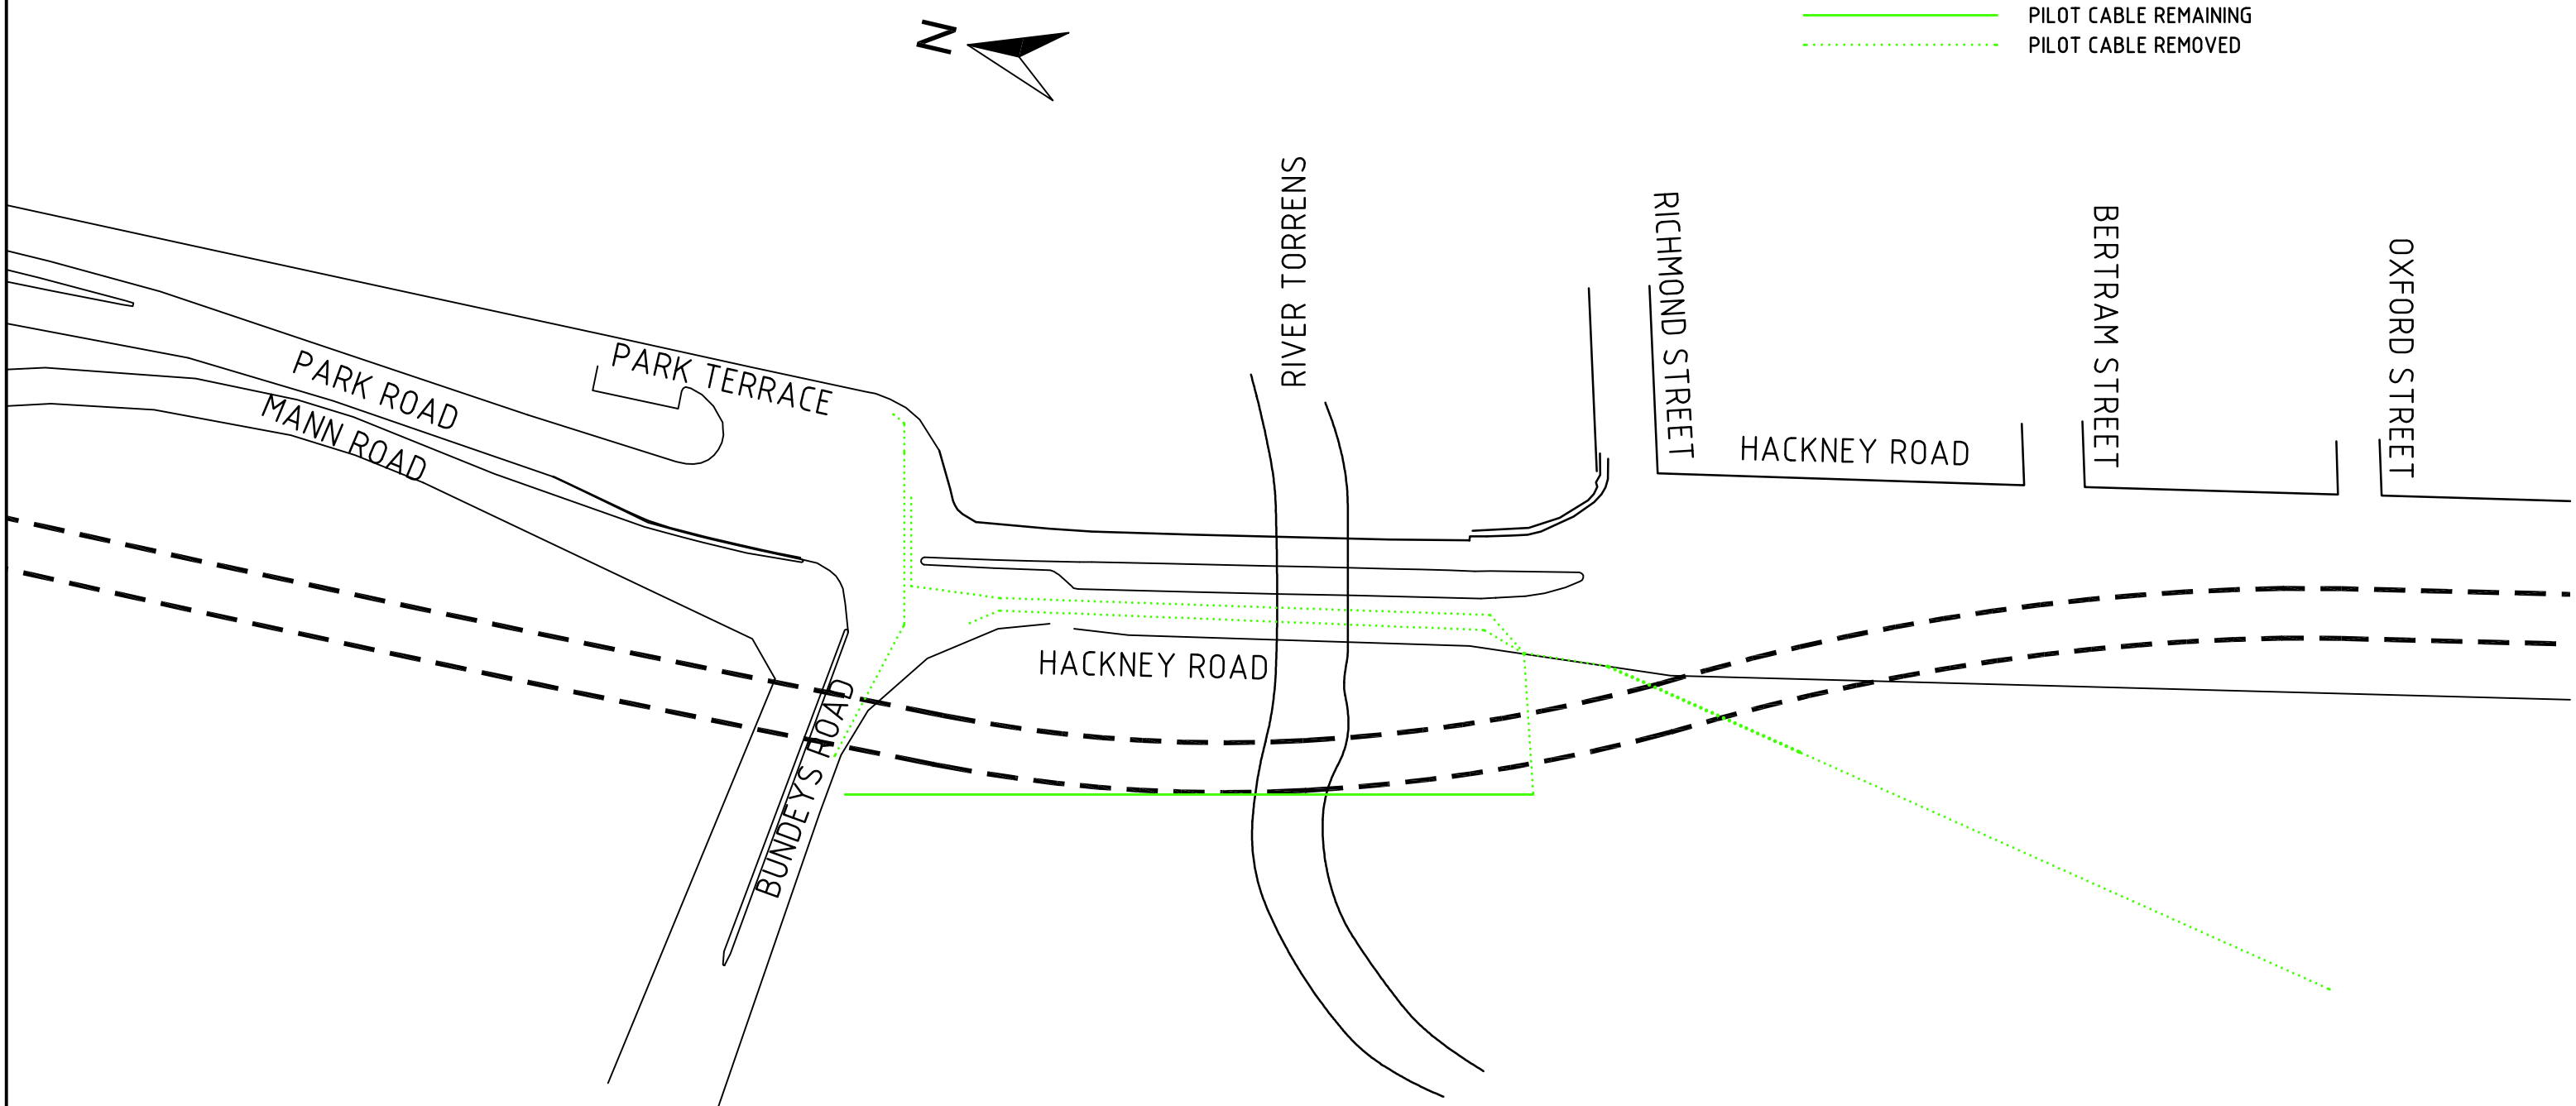 PILOT CABLE REMAINING
PILOT CABLE REMOVED
N
RIVER TORRENS
RICHMOND STREET
BERTRAM STREET
OXFORD STREET
PARK ROAD
PARK TERRACE
MANN ROAD
HACKNEY ROAD
HACKNEY ROAD
BUNDEYS ROAD